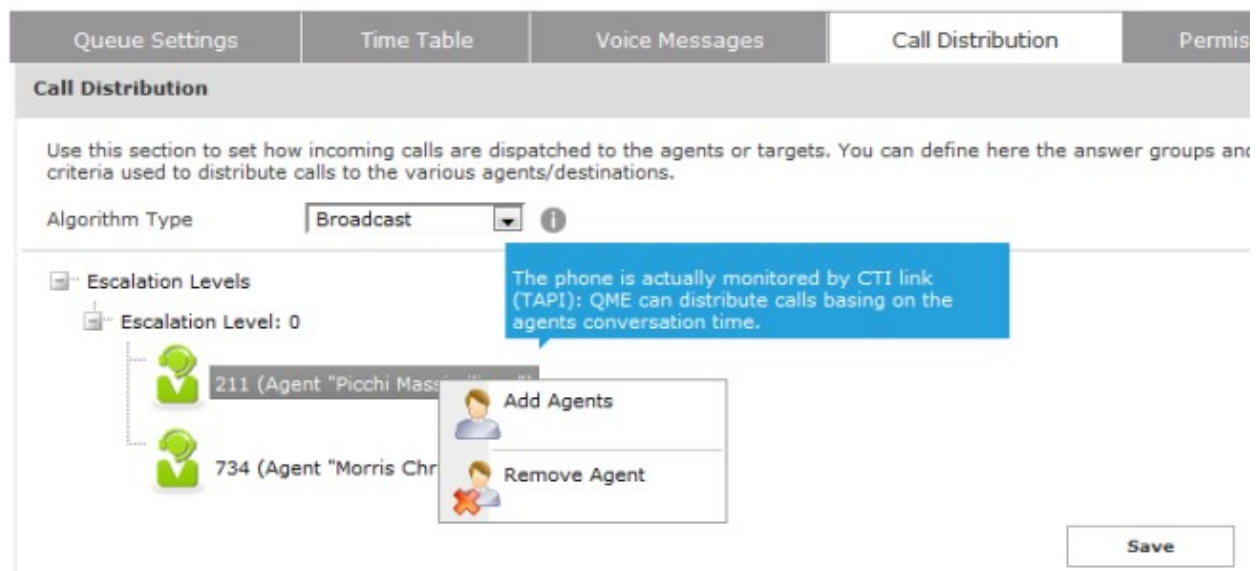 Queue Settings
Time Table
Voice Messages
Call Distribution
Permis
Call Distribution
Use this section to set how incoming calls are dispatched to the agents or targets. You can define here the answer groups and
criteria used to distribute calls to the various agents/destinations.
Algorithm Type
Broadcast
Escalation Levels
The phone is actually monitored by CTI link
(TAPI): QME can distribute calls basing on the
agents conversation time.
Escalation Level: 0
211 (Agent "Picchi
Add Agents
734 (Agent "Morris Chr
Remove Agent
Save